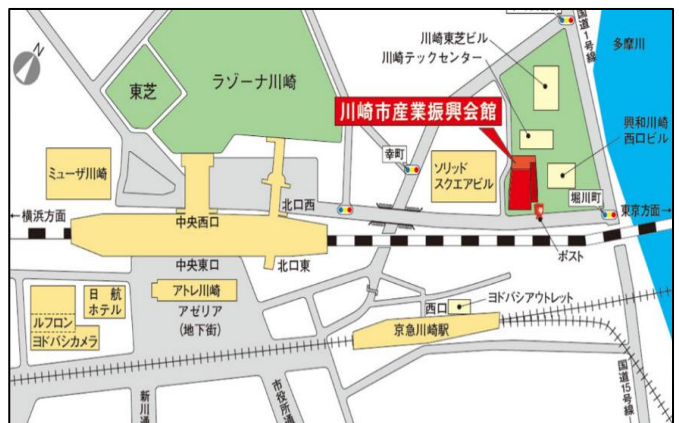 N
国道1号線
多摩川
川崎東芝ビル
川崎テックセンター
ラゾーナ川崎
東芝
川崎市産業振興会館
興和川崎
西口ビル
幸町
ソリッド
スクエアビル
ミューザ川崎
堀川町
北口西
←横浜方面
中央西口
東京方面→
ポスト
中央東口
北口東
アトレ川崎
日航
ホテル
アゼリア
(地下街)
西口
ヨドバシアウトレット
ルフロン
ヨドバシカメラ
京急川崎駅
新川通
市役所通
国道15号線